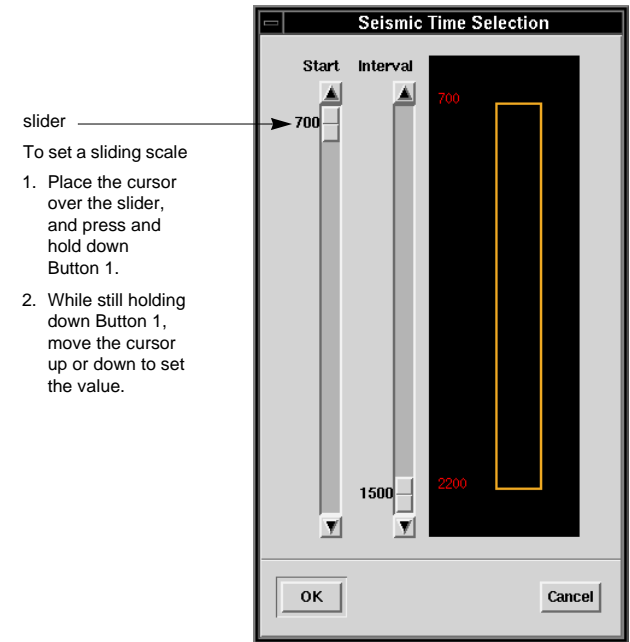 Seismic Time Selection
Start Interval
slider
700
700
To set a sliding scale
1. Place the cursor
over the slider,
and press and
hold down
Button 1.
2. While still holding
down Button 1,
move the cursor
up or down to set
the value.
1500
2200
OK
Cancel